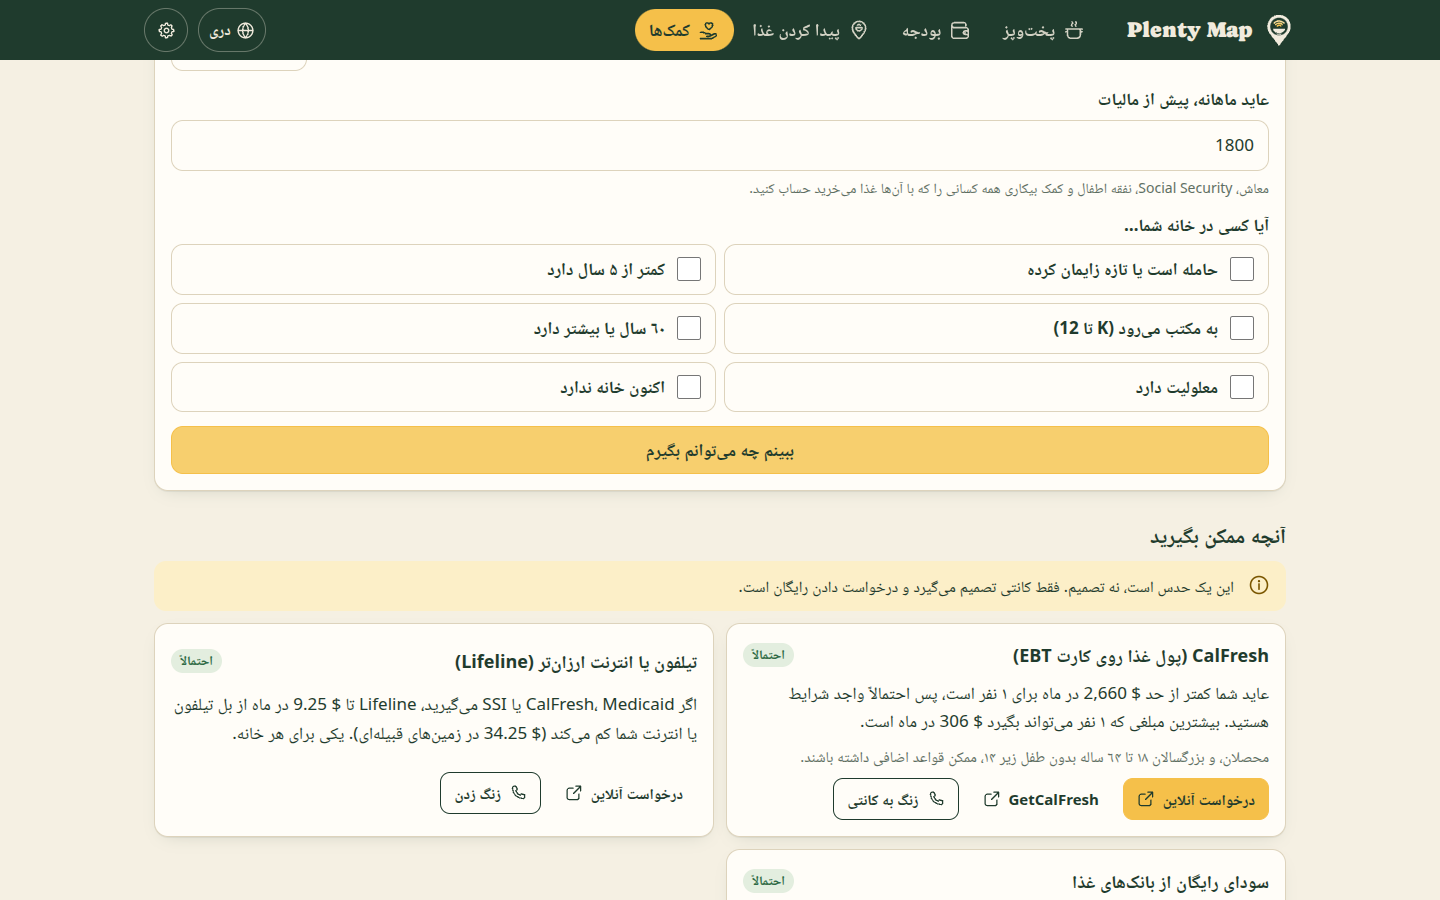 Plenty Map
پخت‌وپز
بودجه
پیدا کردن غذا
کمک‌ها
دری
عاید ماهانه، پیش از مالیات
1800
معاش، Social Security، نفقه اطفال و کمک بیکاری همه کسانی را که با آن‌ها غذا می‌خرید حساب کنید.
آیا کسی در خانه شما...
حامله است یا تازه زایمان کرده
کمتر از ۵ سال دارد
به مکتب می‌رود (K تا 12)
۶۰ سال یا بیشتر دارد
معلولیت دارد
اکنون خانه ندارد
ببینم چه می‌توانم بگیرم
آنچه ممکن بگیرید
این یک حدس است، نه تصمیم. فقط کانتی تصمیم می‌گیرد و درخواست دادن رایگان است.
CalFresh (پول غذا روی کارت EBT)
احتمالاً
عاید شما کمتر از حد $ 2,660 در ماه برای ۱ نفر است، پس احتمالاً واجد شرایط
هستید. بیشترین مبلغی که ۱ نفر می‌تواند بگیرد $ 306 در ماه است.
محصلان، و بزرگسالان ۱۸ تا ۶۴ ساله بدون طفل زیر ۱۴، ممکن قواعد اضافی داشته باشند.
درخواست آنلاین
GetCalFresh
زنگ به کانتی
تیلفون یا انترنت ارزان‌تر (Lifeline)
احتمالاً
اگر CalFresh، Medicaid یا SSI می‌گیرید، Lifeline تا $ 9.25 در ماه از بل تیلفون
یا انترنت شما کم می‌کند ($ 34.25 در زمین‌های قبیله‌ای). یکی برای هر خانه.
درخواست آنلاین
زنگ زدن
سودای رایگان از بانک‌های غذا
احتمالاً